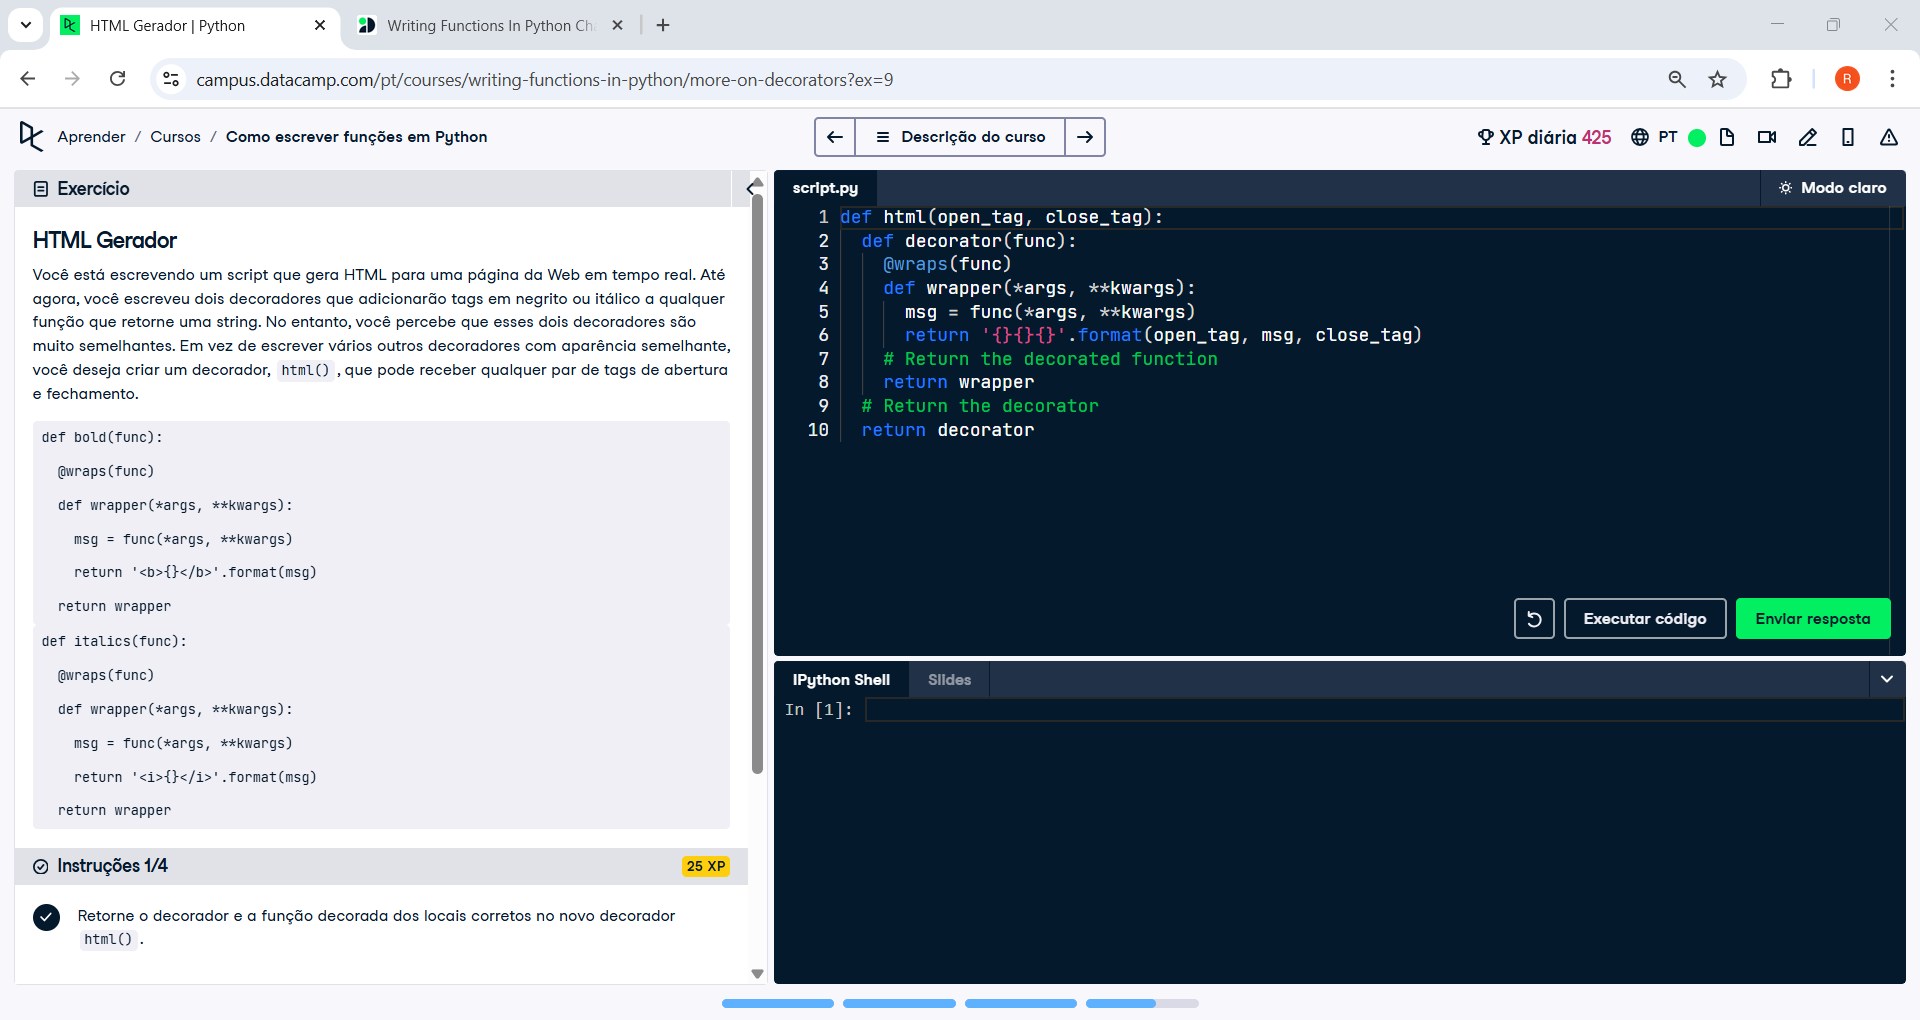 HTML Gerador | Python
Writing Functions In Python Cha
campus.datacamp.com/pt/courses/writing-functions-in-python/more-on-decorators?ex=9
R
Aprender / Cursos / Como escrever funções em Python
Descrição do curso
XP diária 425
PT
Exercício
HTML Gerador
Você está escrevendo um script que gera HTML para uma página da Web em tempo real. Até
agora, você escreveu dois decoradores que adicionarão tags em negrito ou itálico a qualquer
função que retorne uma string. No entanto, você percebe que esses dois decoradores são
muito semelhantes. Em vez de escrever vários outros decoradores com aparência semelhante,
você deseja criar um decorador, html() , que pode receber qualquer par de tags de abertura
e fechamento.
def bold(func):
@wraps(func)
def wrapper(*args, **kwargs):
msg = func(*args, **kwargs)
return '<b>{}</b>'.format(msg)
return wrapper
def italics(func):
@wraps(func)
def wrapper(*args, **kwargs):
msg = func(*args, **kwargs)
return '<i>{}</i>'.format(msg)
return wrapper
Instruções 1/4
25 XP
Retorne o decorador e a função decorada dos locais corretos no novo decorador
html() .
script.py
Modo claro
1 def html(open_tag, close_tag):
2 def decorator(func):
3 @wraps(func)
4 def wrapper(*args, **kwargs):
5 msg = func(*args, **kwargs)
6 return '{}{}{}'.format(open_tag, msg, close_tag)
7 # Return the decorated function
8 return wrapper
9 # Return the decorator
10 return decorator
Executar código
Enviar resposta
IPython Shell
Slides
In [1]: